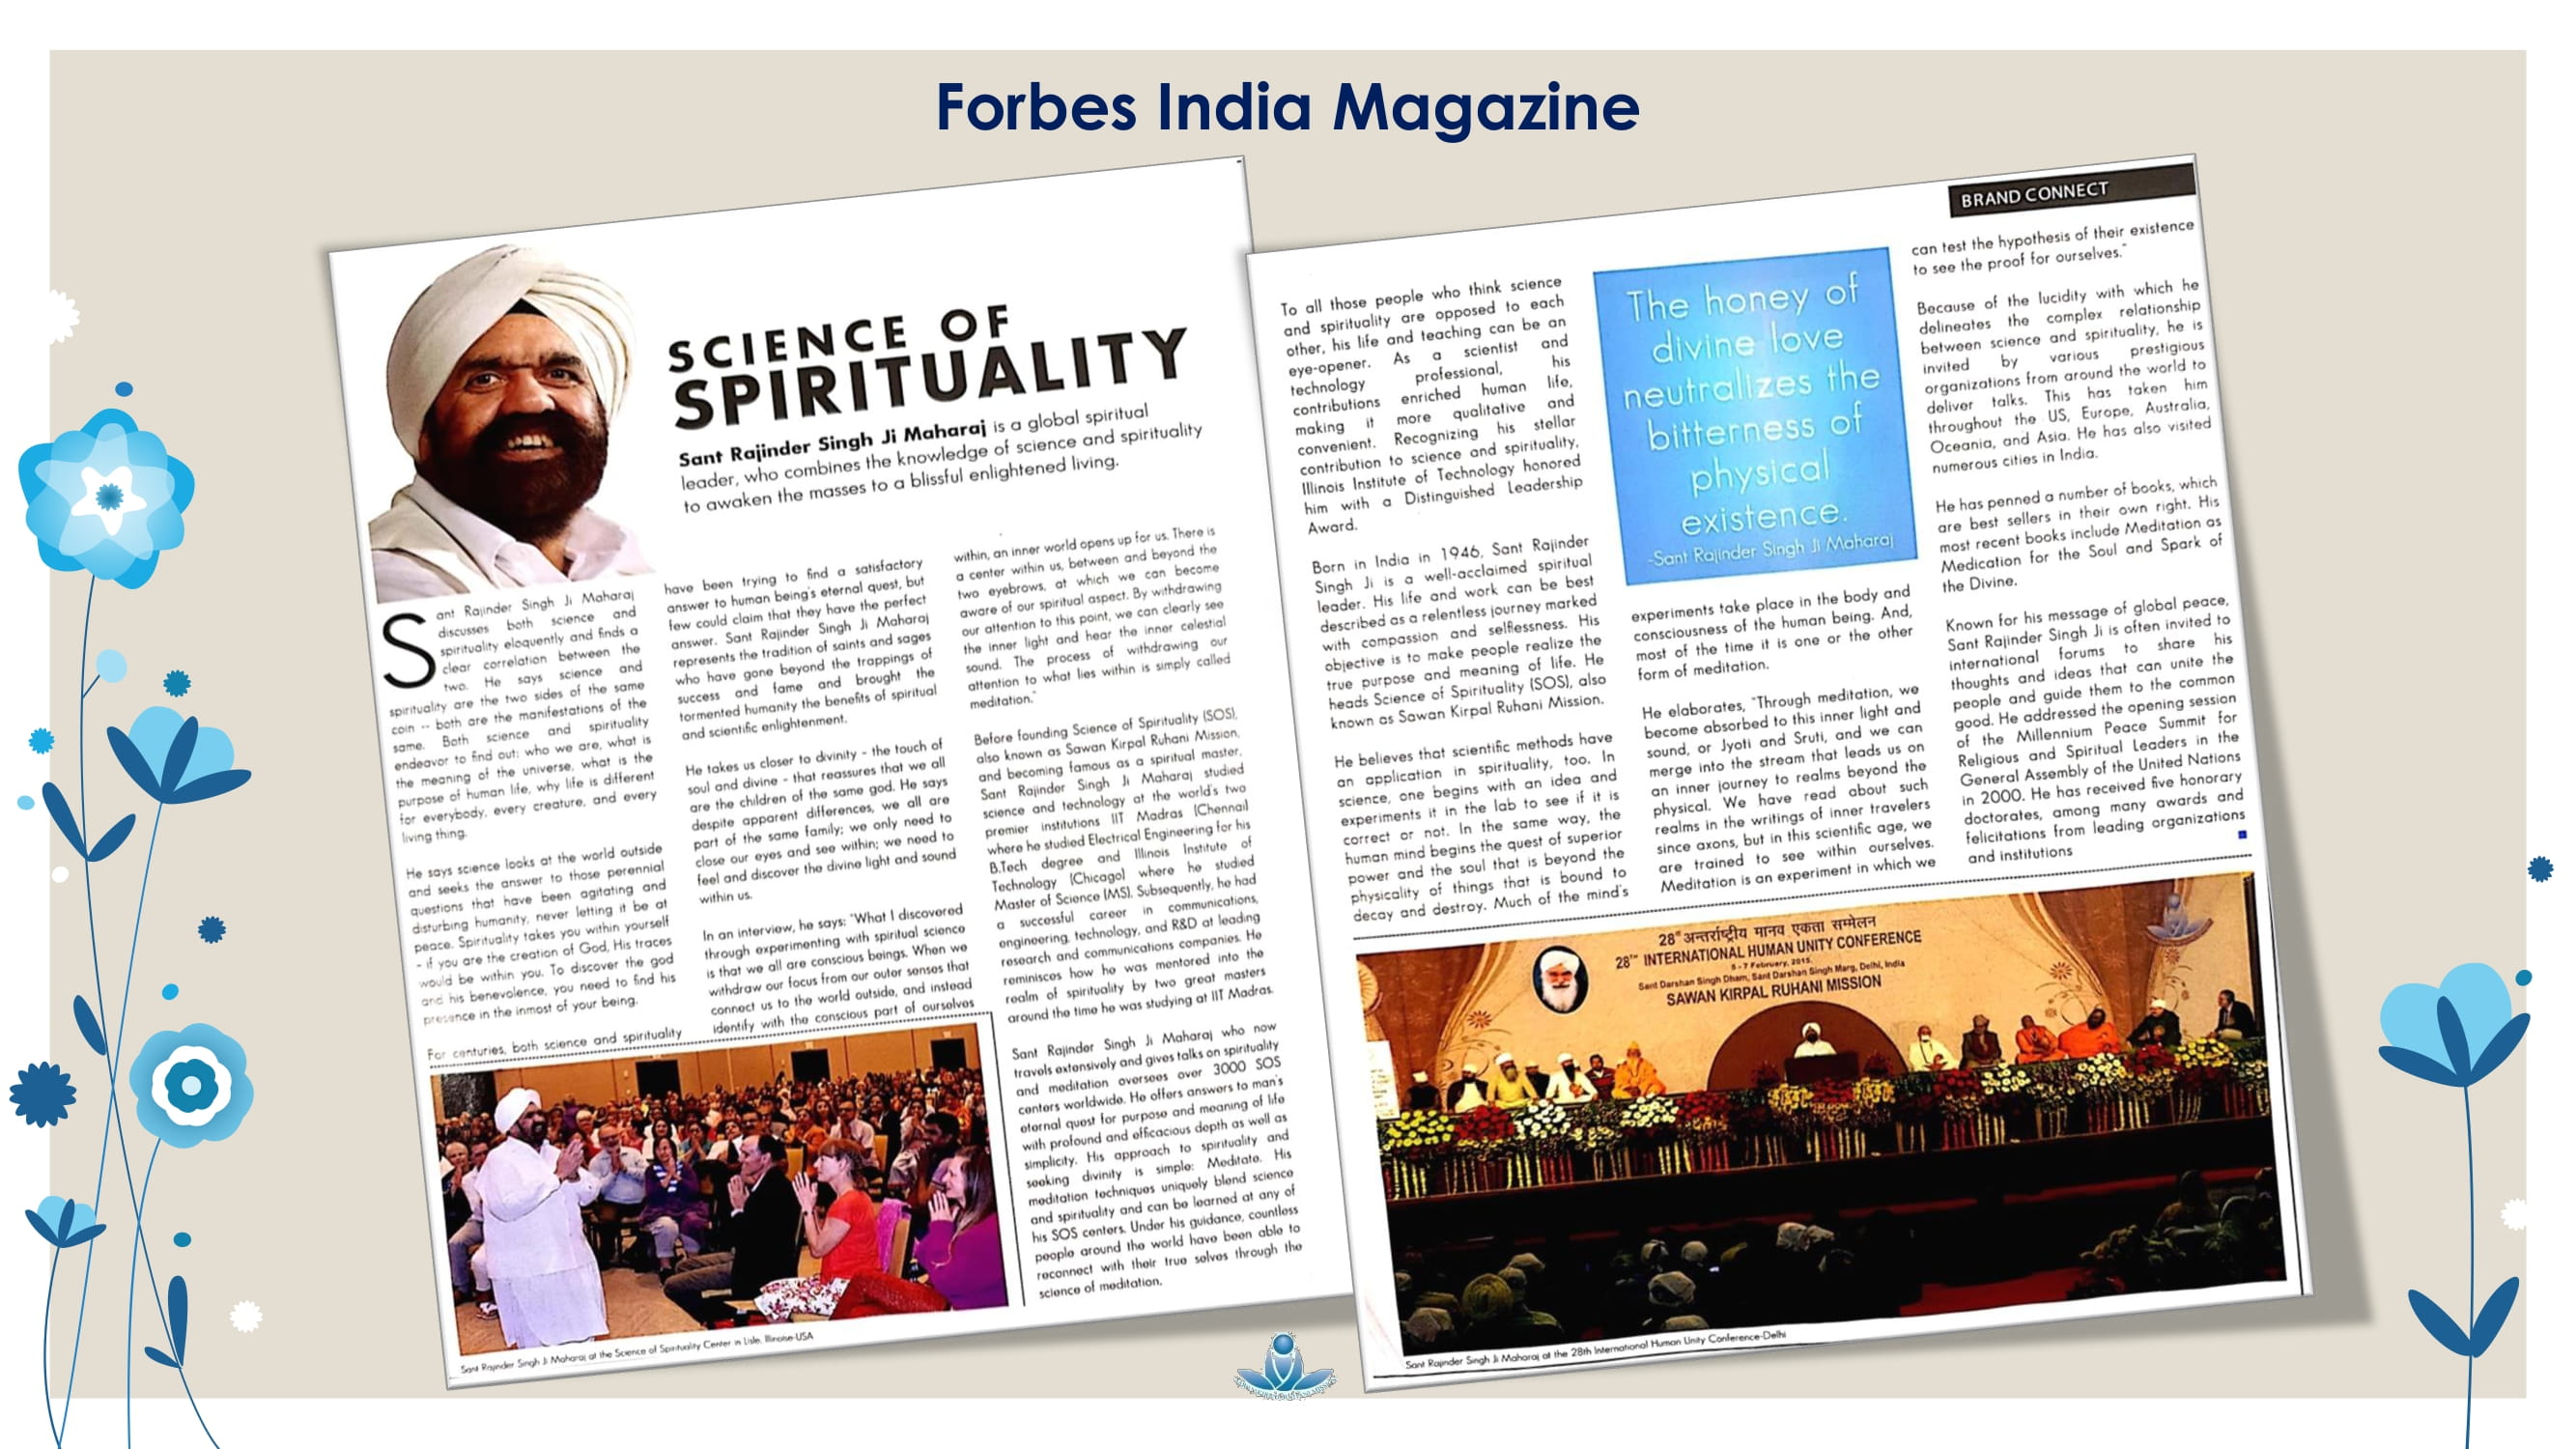 Forbes India Magazine
SCIENCE OF
SPIRITUALITY
Sant Rajinder Singh Ji Maharaj is a global spiritual
leader, who combines the knowledge of science and spirituality
to awaken the masses to a blissful enlightened living.
Sant Rajinder Singh Ji Maharaj
discusses both science and
spirituality eloquently and finds a
clear correlation between the
two. He says science and
spirituality are the two sides of the same
coin -- both are the manifestations of the
same. Both science and spirituality
endeavor to find out: who we are, what is
the meaning of the universe, what is the
purpose of human life, why life is different
for everybody, every creature, and every
living thing.
He says science looks at the world outside
and seeks the answer to those perennial
questions that have been agitating and
disturbing humanity, never letting it be at
peace. Spirituality takes you within yourself
- if you are the creation of God, His traces
would be within you. To discover the god
and his benevolence, you need to find his
presence in the inmost of your being.
For centuries, both science and spirituality
have been trying to find a satisfactory
answer to human being's eternal quest, but
few could claim that they have the perfect
answer. Sant Rajinder Singh Ji Maharaj
represents the tradition of saints and sages
who have gone beyond the trappings of
success and fame and brought the
tormented humanity the benefits of spiritual
and scientific enlightenment.
He takes us closer to divinity - the touch of
soul and divine - that reassures that we all
are the children of the same god. He says
despite apparent differences, we all are
part of the same family; we only need to
close our eyes and see within; we need to
feel and discover the divine light and sound
within us.
In an interview, he says: "What I discovered
through experimenting with spiritual science
is that we all are conscious beings. When we
withdraw our focus from our outer senses that
connect us to the world outside, and instead
identify with the conscious part of ourselves
within, an inner world opens up for us. There is
a center within us, between and beyond the
two eyebrows, at which we can become
aware of our spiritual aspect. By withdrawing
our attention to this point, we can clearly see
the inner light and hear the inner celestial
sound. The process of withdrawing our
attention to what lies within is simply called
meditation."
Before founding Science of Spirituality (SOS),
also known as Sawan Kirpal Ruhani Mission,
and becoming famous as a spiritual master,
Sant Rajinder Singh Ji Maharaj studied
science and technology at the world's two
premier institutions IIT Madras (Chennai)
where he studied Electrical Engineering for his
B.Tech degree and Illinois Institute of
Technology (Chicago) where he studied
Master of Science (MS). Subsequently, he had
a successful career in communications,
engineering, technology, and R&D at leading
research and communications companies. He
reminisces how he was mentored into the
realm of spirituality by two great masters
around the time he was studying at IIT Madras.
Sant Rajinder Singh Ji Maharaj who now
travels extensively and gives talks on spirituality
and meditation oversees over 3000 SOS
centers worldwide. He offers answers to man's
eternal quest for purpose and meaning of life
with profound and efficacious depth as well as
simplicity. His approach to spirituality and
seeking divinity is simple: Meditate. His
meditation techniques uniquely blend science
and spirituality and can be learned at any of
his SOS centers. Under his guidance, countless
people around the world have been able to
reconnect with their true selves through the
science of meditation.
Sant Rajinder Singh Ji Maharaj at the Science of Spirituality Center in Lisle, Illinoise-USA
BRAND CONNECT
To all those people who think science
and spirituality are opposed to each
other, his life and teaching can be an
eye-opener. As a scientist and
technology professional, his
contributions enriched human life,
making it more qualitative and
convenient. Recognizing his stellar
contribution to science and spirituality,
Illinois Institute of Technology honored
him with a Distinguished Leadership
Award.
Born in India in 1946, Sant Rajinder
Singh Ji is a well-acclaimed spiritual
leader. His life and work can be best
described as a relentless journey marked
with compassion and selflessness. His
objective is to make people realize the
true purpose and meaning of life. He
heads Science of Spirituality (SOS), also
known as Sawan Kirpal Ruhani Mission.
He believes that scientific methods have
an application in spirituality, too. In
science, one begins with an idea and
experiments it in the lab to see if it is
correct or not. In the same way, the
human mind begins the quest of superior
power and the soul that is beyond the
physicality of things that is bound to
decay and destroy. Much of the mind's
The honey of
divine love
neutralizes the
bitterness of
physical
existence.
-Sant Rajinder Singh Ji Maharaj
experiments take place in the body and
consciousness of the human being. And,
most of the time it is one or the other
form of meditation.
He elaborates, "Through meditation, we
become absorbed to this inner light and
sound, or Jyoti and Sruti, and we can
merge into the stream that leads us on
an inner journey to realms beyond the
physical. We have read about such
realms in the writings of inner travelers
since axons, but in this scientific age, we
are trained to see within ourselves.
Meditation is an experiment in which we
can test the hypothesis of their existence
to see the proof for ourselves."
Because of the lucidity with which he
delineates the complex relationship
between science and spirituality, he is
invited by various prestigious
organizations from around the world to
deliver talks. This has taken him
throughout the US, Europe, Australia,
Oceania, and Asia. He has also visited
numerous cities in India.
He has penned a number of books, which
are best sellers in their own right. His
most recent books include Meditation as
Medication for the Soul and Spark of
the Divine.
Known for his message of global peace,
Sant Rajinder Singh Ji is often invited to
international forums to share his
thoughts and ideas that can unite the
people and guide them to the common
good. He addressed the opening session
of the Millennium Peace Summit for
Religious and Spiritual Leaders in the
General Assembly of the United Nations
in 2000. He has received five honorary
doctorates, among many awards and
felicitations from leading organizations
and institutions
28th अन्तर्राष्ट्रीय मानव एकता सम्मेलन
28TH INTERNATIONAL HUMAN UNITY CONFERENCE
5 - 7 February, 2015.
Sant Darshan Singh Dham, Sant Darshan Singh Marg, Delhi, India
SAWAN KIRPAL RUHANI MISSION
Sant Rajinder Singh Ji Maharaj at the 28th International Human Unity Conference-Delhi